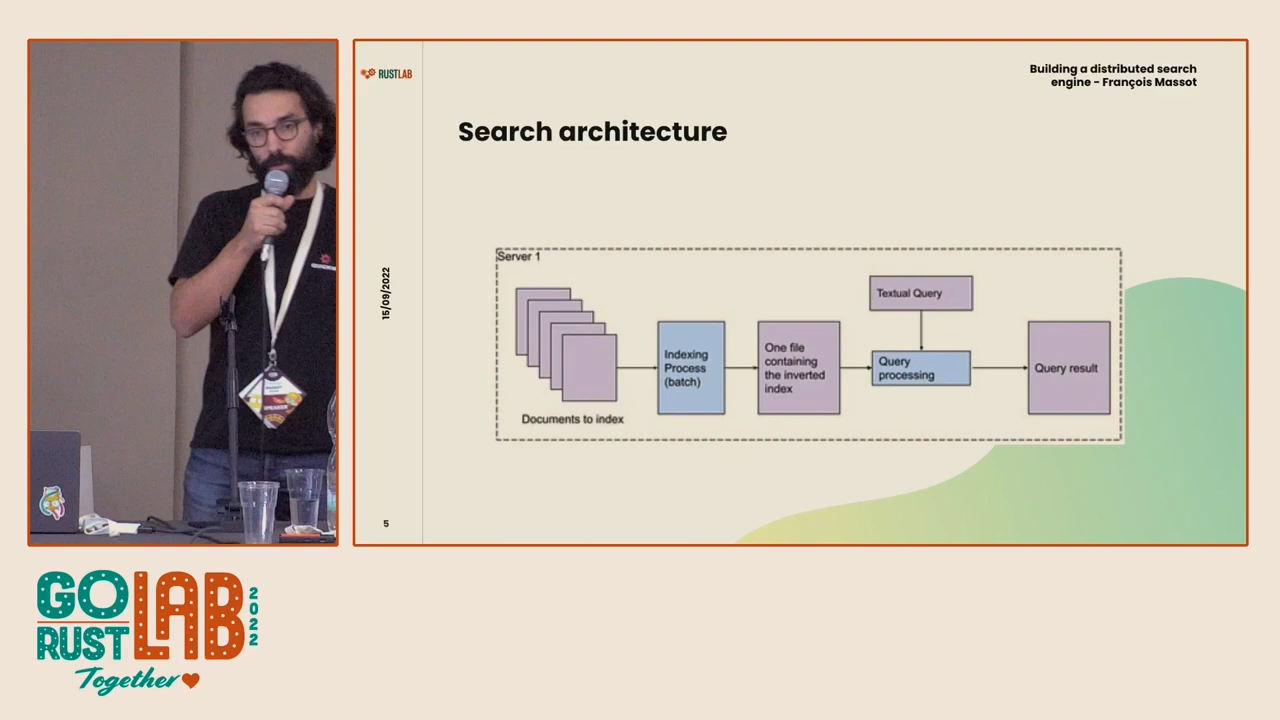 RUSTLAB
Building a distributed search
engine - François Massot
Search architecture
15/09/2022
Server 1
Documents to index
Indexing
Process
(batch)
One file
containing
the inverted
index
Textual Query
Query
processing
Query result
5
SPEAKER
GO LAB 2022
RUST
Together